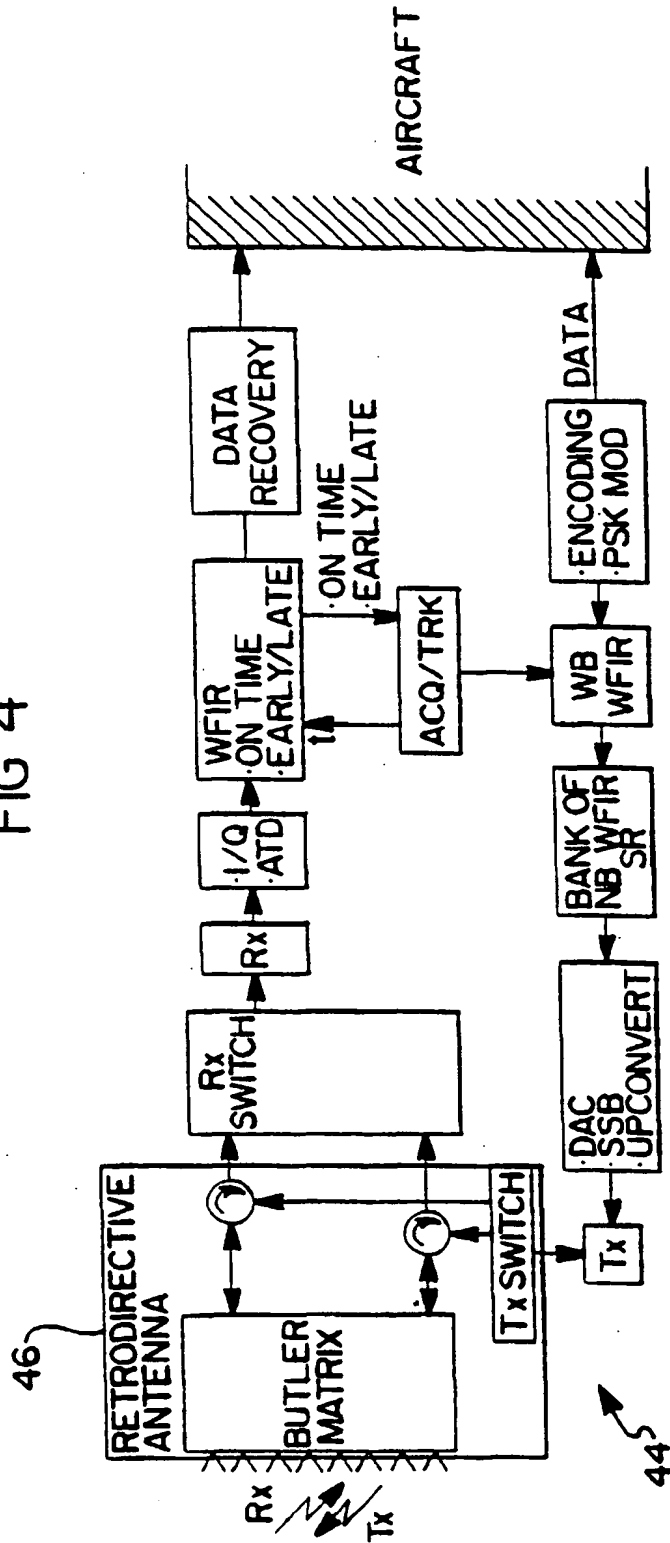 FIG 4
46
RETRODIRECTIVE
ANTENNA
BUTLER
MATRIX
Rx
Tx
Tx SWITCH
Rx
SWITCH
Rx
·I/Q
·ATD
WFIR
·ON TIME
·EARLY/LATE
t
DATA
RECOVERY
·ON TIME
·EARLY/LATE
ACQ/TRK
AIRCRAFT
Tx
·DAC
·SSB
·UPCONVERT
BANK OF
NB WFIR
SR
WB
WFIR
·ENCODING
·PSK MOD
DATA
44